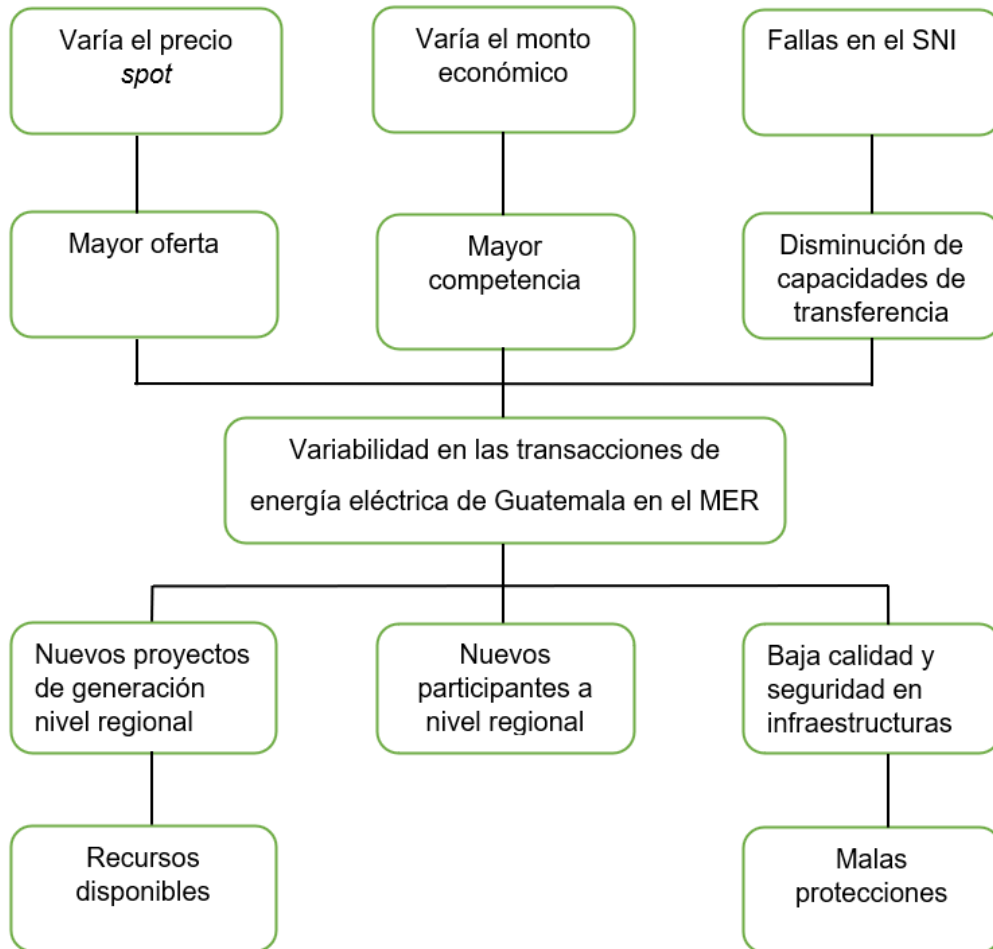 Varía el precio
spot
Varía el monto
económico
Fallas en el SNI
Mayor oferta
Mayor
competencia
Disminución de
capacidades de
transferencia
Variabilidad en las transacciones de
energía eléctrica de Guatemala en el MER
Nuevos proyectos
de generación
nivel regional
Nuevos
participantes a
nivel regional
Baja calidad y
seguridad en
infraestructuras
Recursos
disponibles
Malas
protecciones